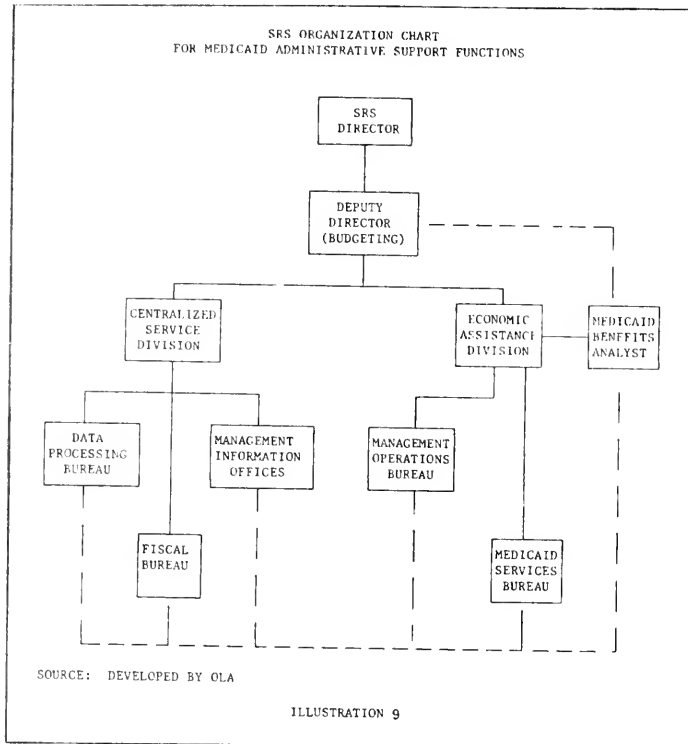 SRS ORGANIZATION CHART
FOR MEDICAID ADMINISTRATIVE SUPPORT FUNCTIONS
SRS
DIRECTOR
DEPUTY
DIRECTOR
(BUDGETING)
CENTRALIZED
SERVICE
DIVISION
ECONOMIC
ASSISTANCE
DIVISION
MEDICAID
BENEFITS
ANALYST
DATA
PROCESSING
BUREAU
MANAGEMENT
INFORMATION
OFFICES
MANAGEMENT
OPERATIONS
BUREAU
FISCAL
BUREAU
MEDICAID
SERVICES
BUREAU
SOURCE: DEVELOPED BY OLA
ILLUSTRATION 9